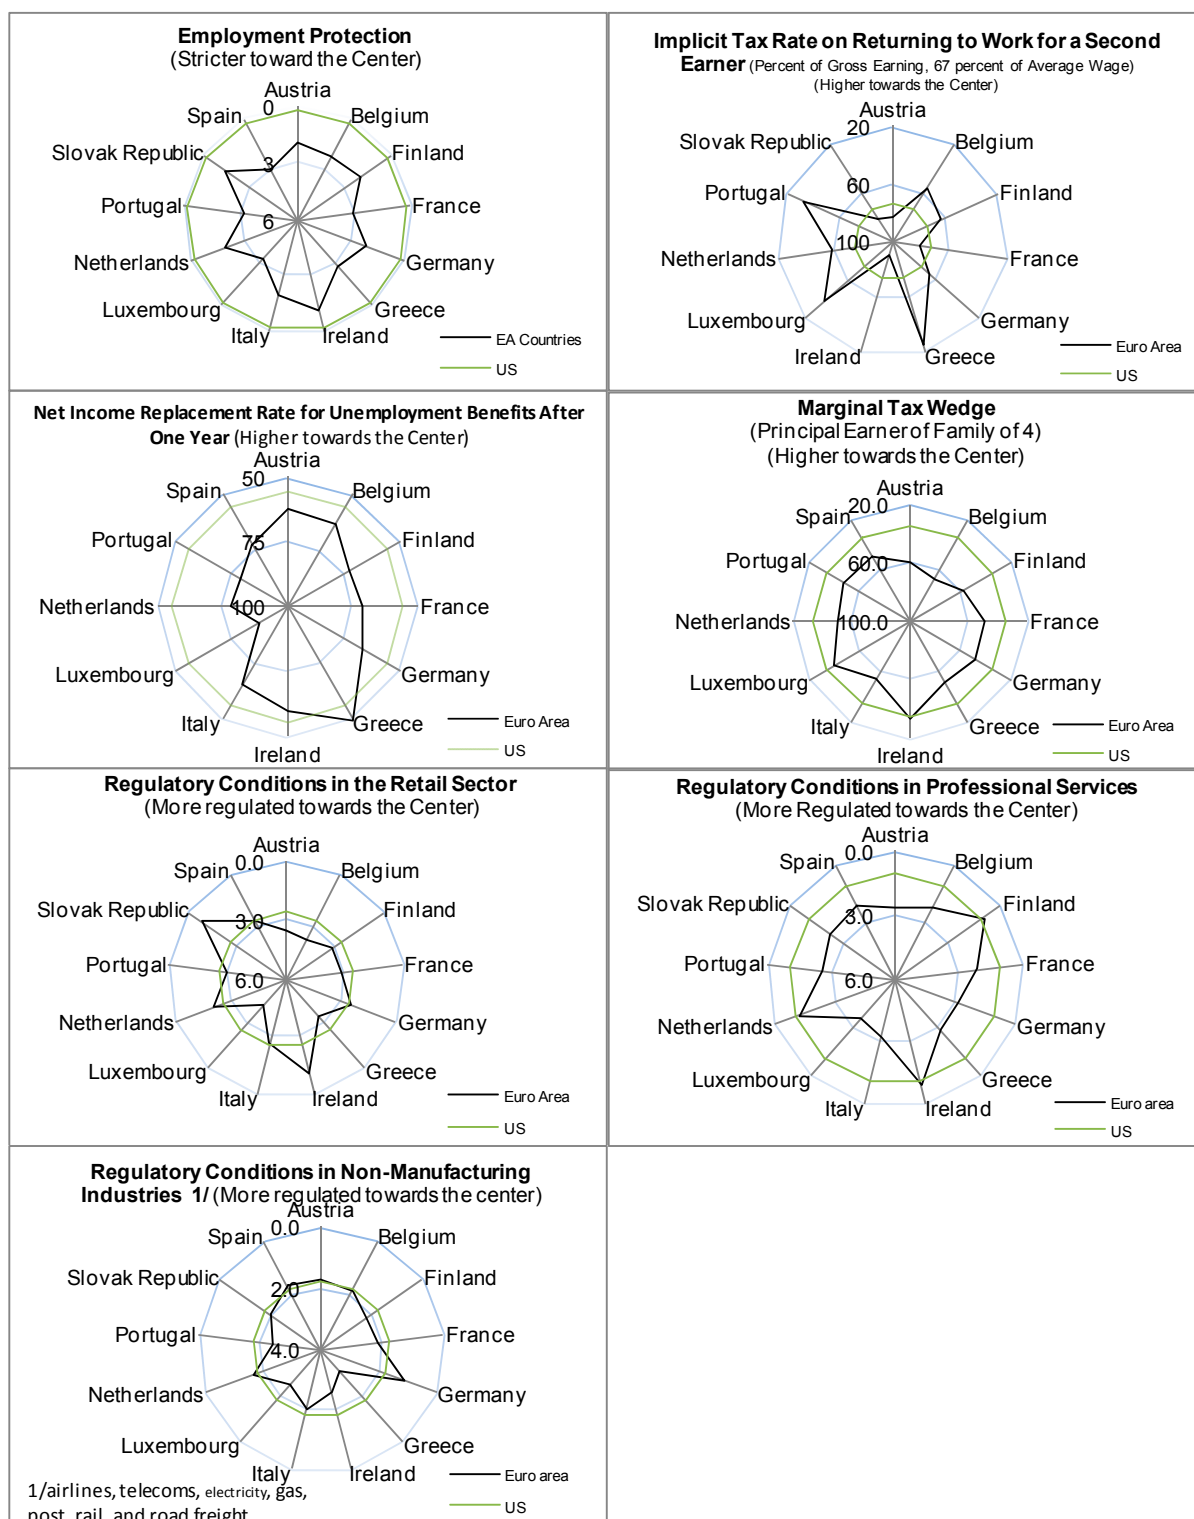 Employment Protection
(Stricter toward the Center)
Austria
0
Spain
Belgium
Slovak Republic
Finland
3
Portugal
France
6
Netherlands
Germany
Luxembourg
Greece
Italy
Ireland
EA Countries
US
Implicit Tax Rate on Returning to Work for a Second
Earner (Percent of Gross Earning, 67 percent of Average Wage)
(Higher towards the Center)
Austria
20
Slovak Republic
Belgium
60
Portugal
Finland
100
Netherlands
France
Luxembourg
Germany
Ireland
Greece
Euro Area
US
Net Income Replacement Rate for Unemployment Benefits After
One Year (Higher towards the Center)
Austria
50
Spain
Belgium
75
Portugal
Finland
Netherlands
100
France
Luxembourg
Germany
Italy
Greece
Ireland
Euro Area
US
Marginal Tax Wedge
(Principal Earner of Family of 4)
(Higher towards the Center)
Austria
20.0
Spain
Belgium
60.0
Portugal
Finland
Netherlands
100.0
France
Luxembourg
Germany
Italy
Greece
Ireland
Euro Area
US
Regulatory Conditions in the Retail Sector
(More regulated towards the Center)
Austria
0.0
Spain
Belgium
Slovak Republic
Finland
3.0
Portugal
France
6.0
Netherlands
Germany
Luxembourg
Greece
Italy
Ireland
Euro Area
US
Regulatory Conditions in Professional Services
(More Regulated towards the Center)
Austria
0.0
Spain
Belgium
Slovak Republic
Finland
3.0
Portugal
France
6.0
Netherlands
Germany
Luxembourg
Greece
Italy
Ireland
Euro area
US
Regulatory Conditions in Non-Manufacturing
Industries 1/ (More regulated towards the center)
Austria
0.0
Spain
Belgium
Slovak Republic
Finland
2.0
Portugal
France
4.0
Netherlands
Germany
Luxembourg
Greece
Italy
Ireland
Euro area
US
1/airlines, telecoms, electricity, gas,
post, rail, and road freight